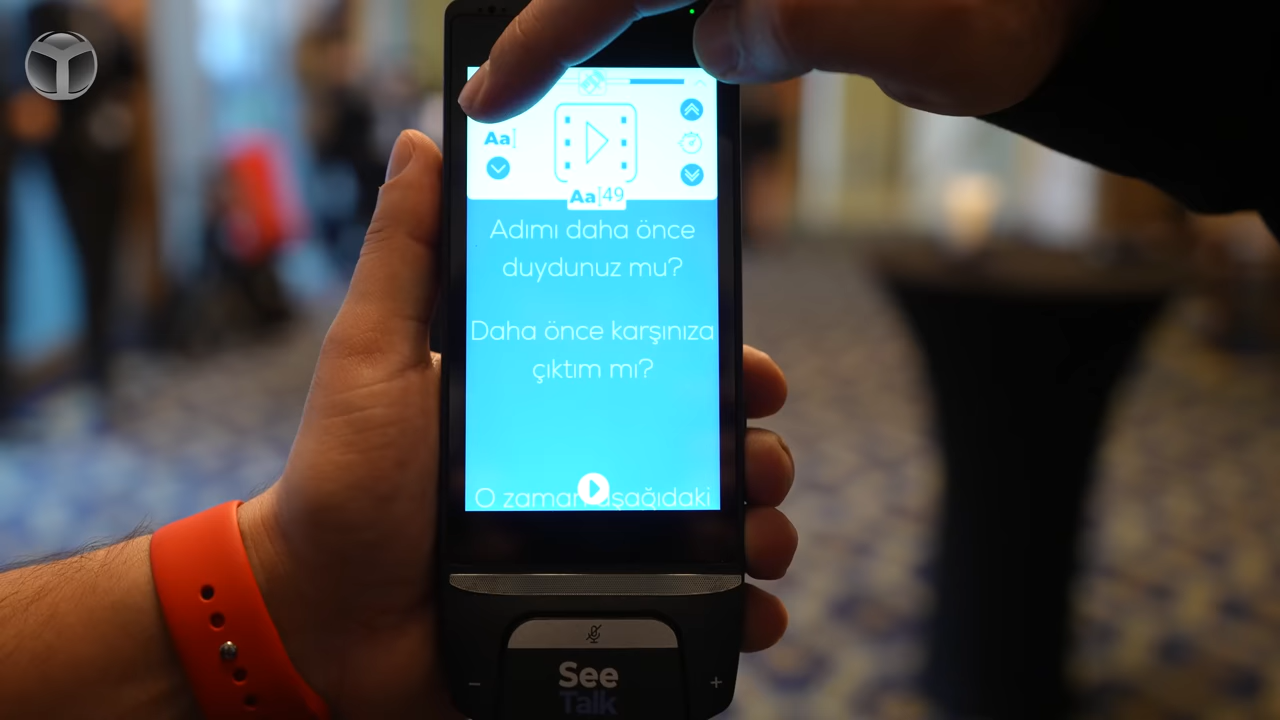 Aa
Aa|49
Adımı daha önce
duydunuz mu?
Daha önce karşınıza
çıktım mı?
O zaman aşağıdaki
See
Talk